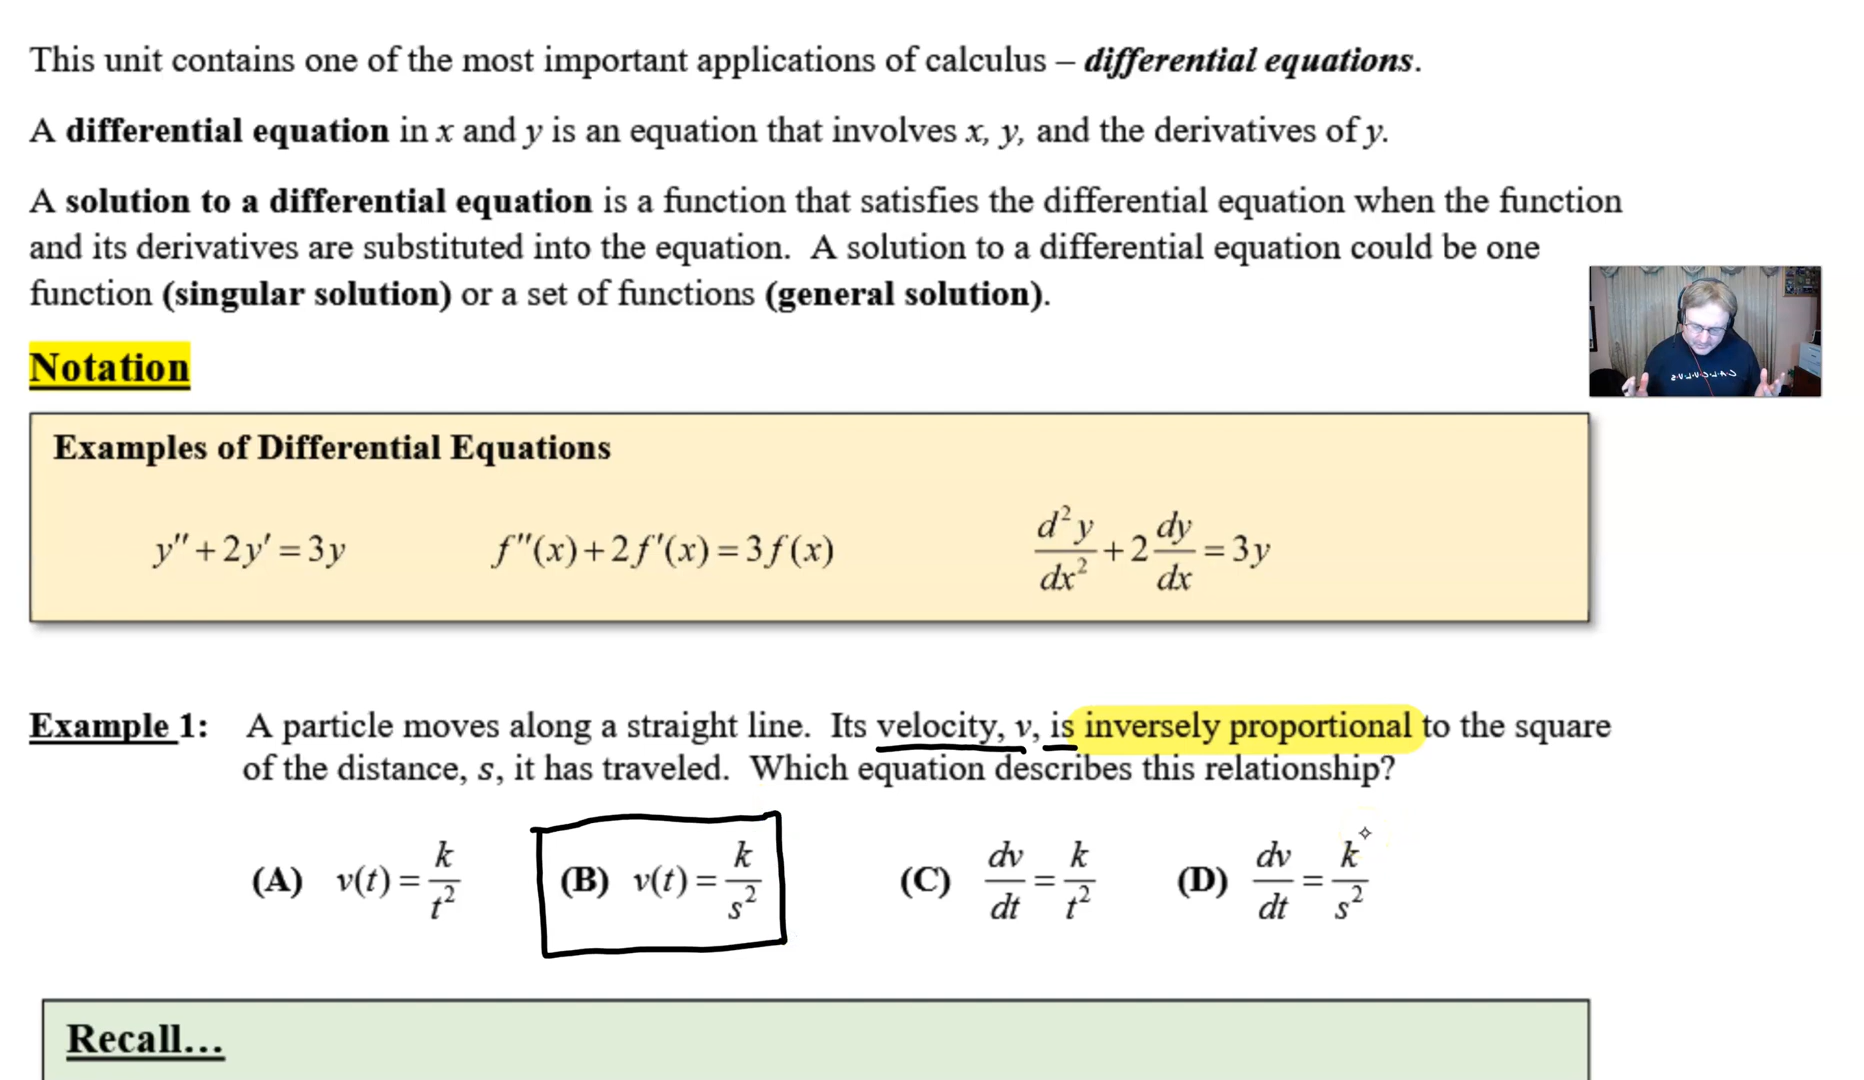 This unit contains one of the most important applications of calculus – differential equations.
A differential equation in x and y is an equation that involves x, y, and the derivatives of y.
A solution to a differential equation is a function that satisfies the differential equation when the function
and its derivatives are substituted into the equation. A solution to a differential equation could be one
function (singular solution) or a set of functions (general solution).
Notation
Examples of Differential Equations
y″ + 2y′ = 3y f″(x) + 2f′(x) = 3f(x) d²y/dx² + 2 dy/dx = 3y
Example 1: A particle moves along a straight line. Its velocity, v, is inversely proportional to the square
of the distance, s, it has traveled. Which equation describes this relationship?
(A) v(t) = k/t² (B) v(t) = k/s² (C) dv/dt = k/t² (D) dv/dt = k/s²
Recall…